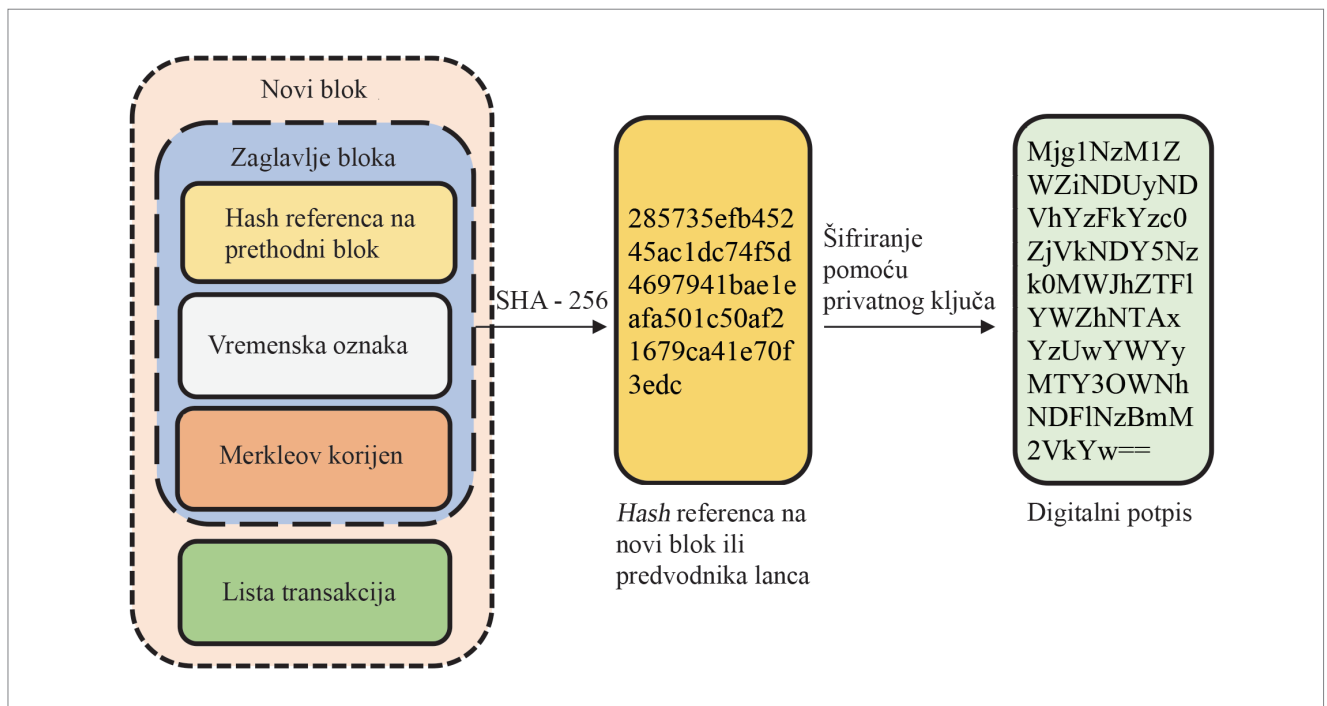 Novi blok
Zaglavlje bloka
Hash referenca na
prethodni blok
Vremenska oznaka
Merkleov korijen
Lista transakcija
SHA - 256
285735efb452
45ac1dc74f5d
4697941bae1e
afa501c50af2
1679ca41e70f
3edc
Hash referenca na
novi blok ili
predvodnika lanca
Šifriranje
pomoću
privatnog ključa
Mjg1NzM1Z
WZiNDUyND
VhYzFkYzc0
ZjVkNDY5Nz
k0MWJhZTFl
YWZhNTAx
YzUwYWYy
MTY3OWNh
NDFlNzBmM
2VkYw==
Digitalni potpis